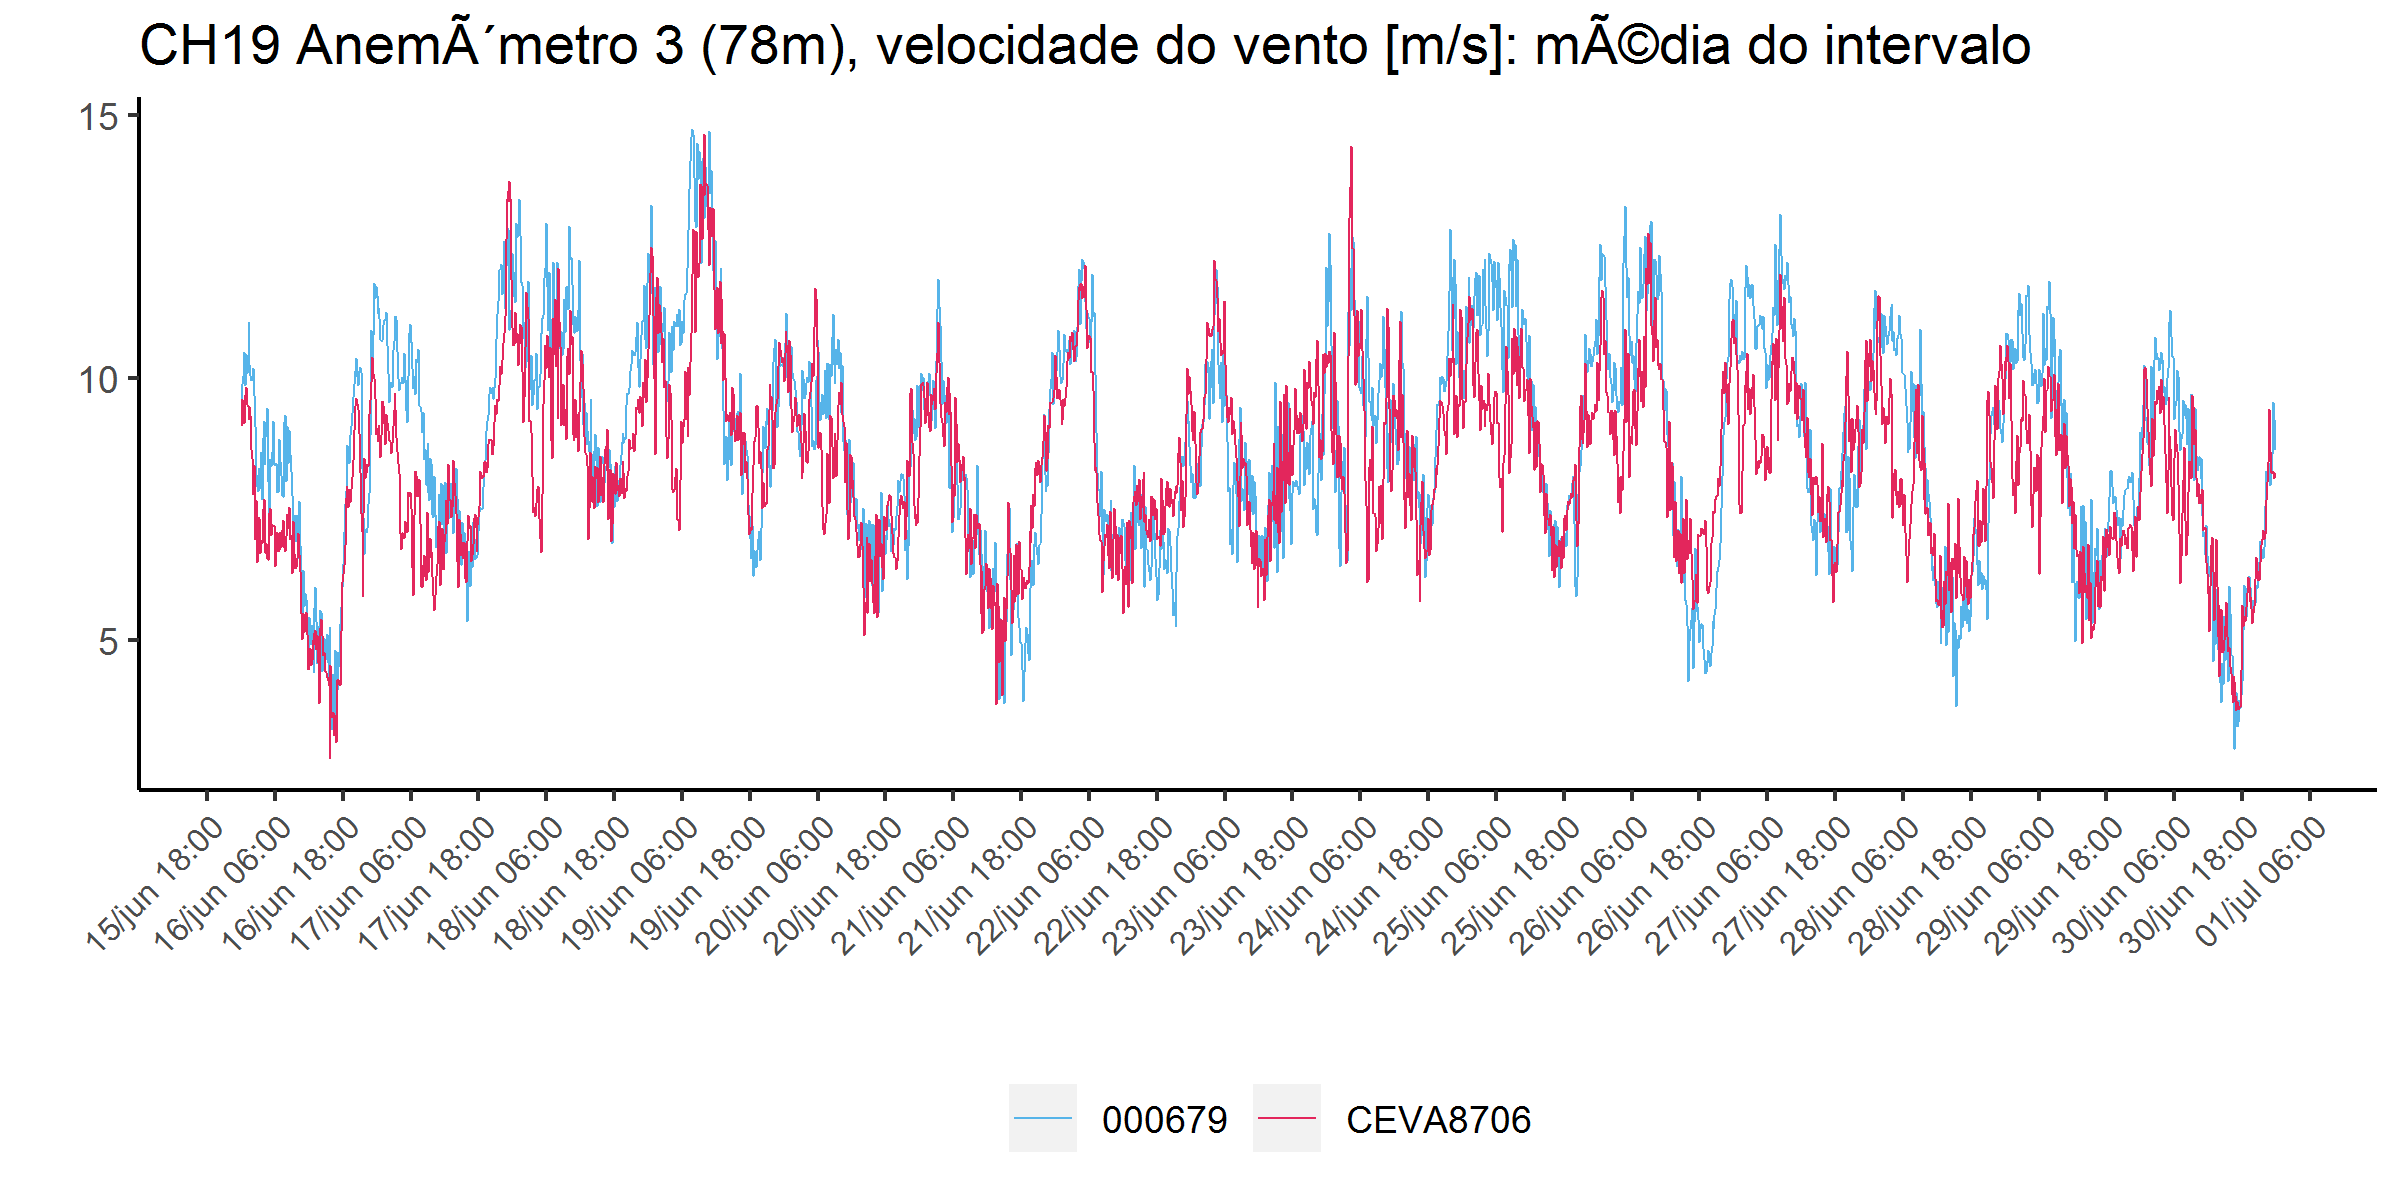 CH19 AnemÃ´metro 3 (78m), velocidade do vento [m/s]: mÃ©dia do intervalo
15
10
5
15/jun 18:00
16/jun 06:00
16/jun 18:00
17/jun 06:00
17/jun 18:00
18/jun 06:00
18/jun 18:00
19/jun 06:00
19/jun 18:00
20/jun 06:00
20/jun 18:00
21/jun 06:00
21/jun 18:00
22/jun 06:00
22/jun 18:00
23/jun 06:00
23/jun 18:00
24/jun 06:00
24/jun 18:00
25/jun 06:00
25/jun 18:00
26/jun 06:00
26/jun 18:00
27/jun 06:00
27/jun 18:00
28/jun 06:00
28/jun 18:00
29/jun 06:00
29/jun 18:00
30/jun 06:00
30/jun 18:00
01/jul 06:00
000679
CEVA8706